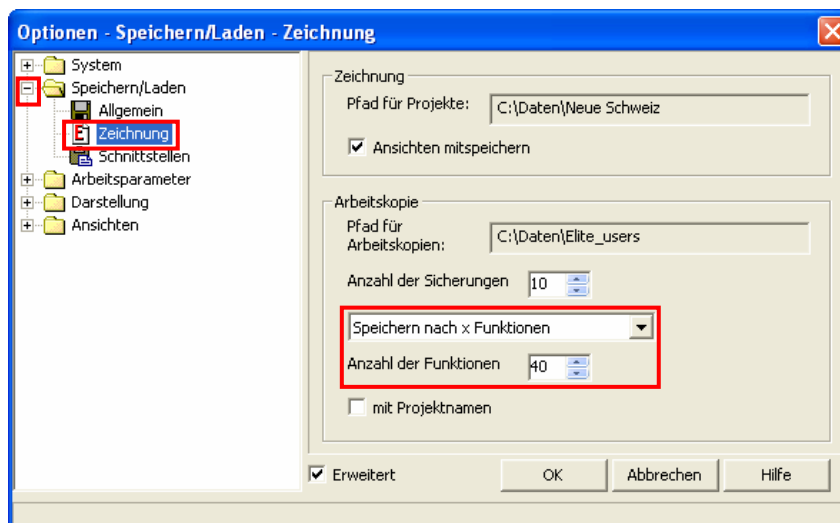 Optionen - Speichern/Laden - Zeichnung
System
Speichern/Laden
Allgemein
Zeichnung
Schnittstellen
Arbeitsparameter
Darstellung
Ansichten
Zeichnung
Pfad für Projekte: C:\Daten\Neue Schweiz
Ansichten mitspeichern
Arbeitskopie
Pfad für
Arbeitskopien: C:\Daten\Elite_users
Anzahl der Sicherungen 10
Speichern nach x Funktionen
Anzahl der Funktionen 40
mit Projektnamen
Erweitert OK Abbrechen Hilfe